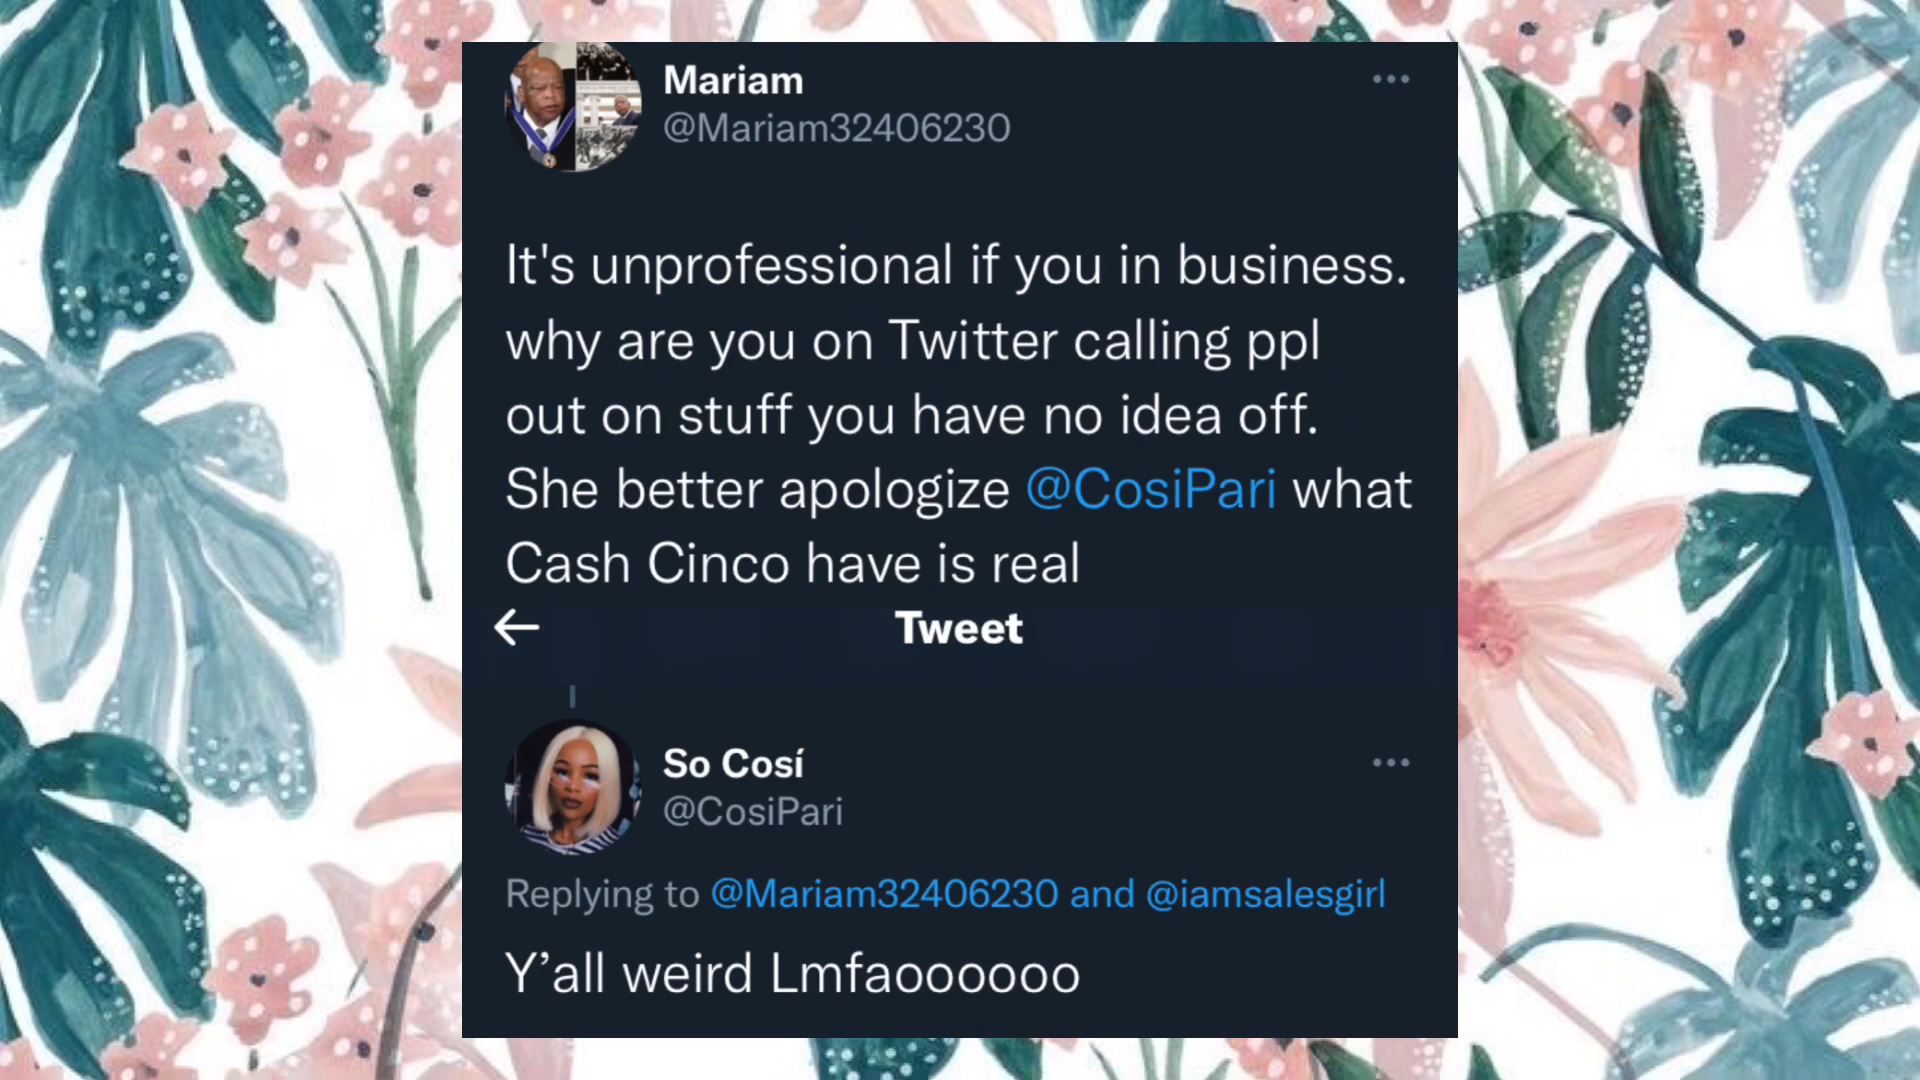 Mariam
@Mariam32406230
It's unprofessional if you in business.
why are you on Twitter calling ppl
out on stuff you have no idea off.
She better apologize @CosiPari what
Cash Cinco have is real
Tweet
So Cosí
@CosiPari
Replying to @Mariam32406230 and @iamsalesgirl
Y’all weird Lmfaoooooo